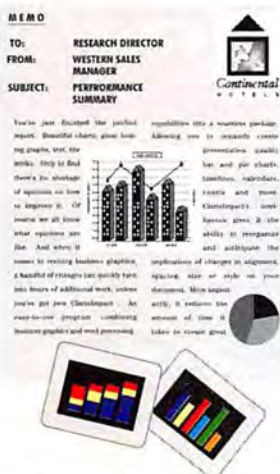 MEMO
TO: RESEARCH DIRECTOR
FROM: WESTERN SALES
MANAGER
SUBJECT: PERFRORMANCE
SUMMARY
Continental
HOTELS
You've just finished the perfect
report. Beautiful charts, great look-
ing graphs, text, the
works. Only to find
there's no shortage
of opinions on how
to improve it. Of
course we all know
what opinions are
like. And when it
comes to revising business graphics,
a handful of changes can quickly turn
into hours of additional work, unless
you've got new ClarisImpact. An
easy-to-use program combining
business graphics and word processing
capabilities into a seamless package.
Allowing you to instantly create
presentation quality
bar and pie charts,
timelines, calendars,
and more
ClarisImpact's intel-
ligence gives it the
ability to reorganize
and anticipate the
implications of changes in alignment,
spacing, size or style on your
document. More import-
antly, it reduces the
amount of time it
takes to create great